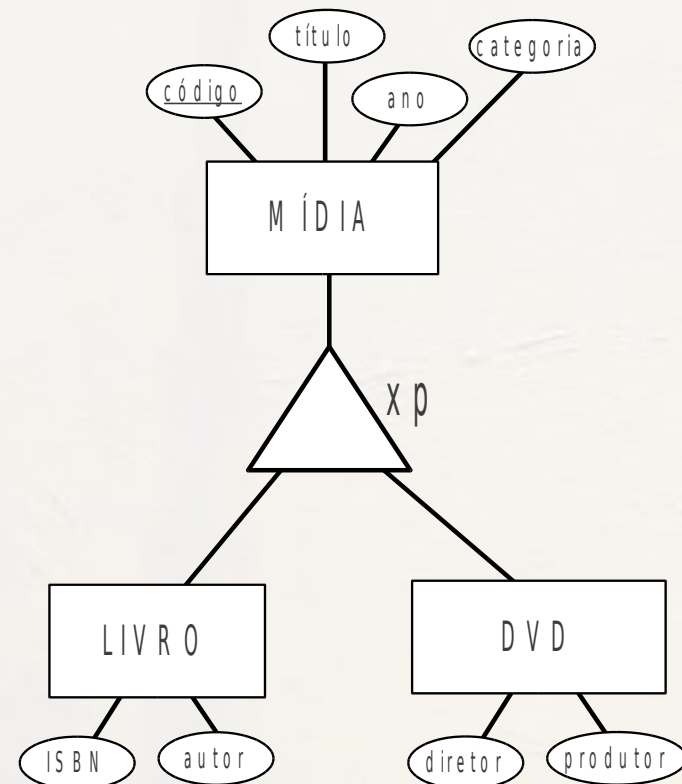 título
categoria
código
ano
MÍDIA
xp
LIVRO
DVD
ISBN
autor
diretor
produtor